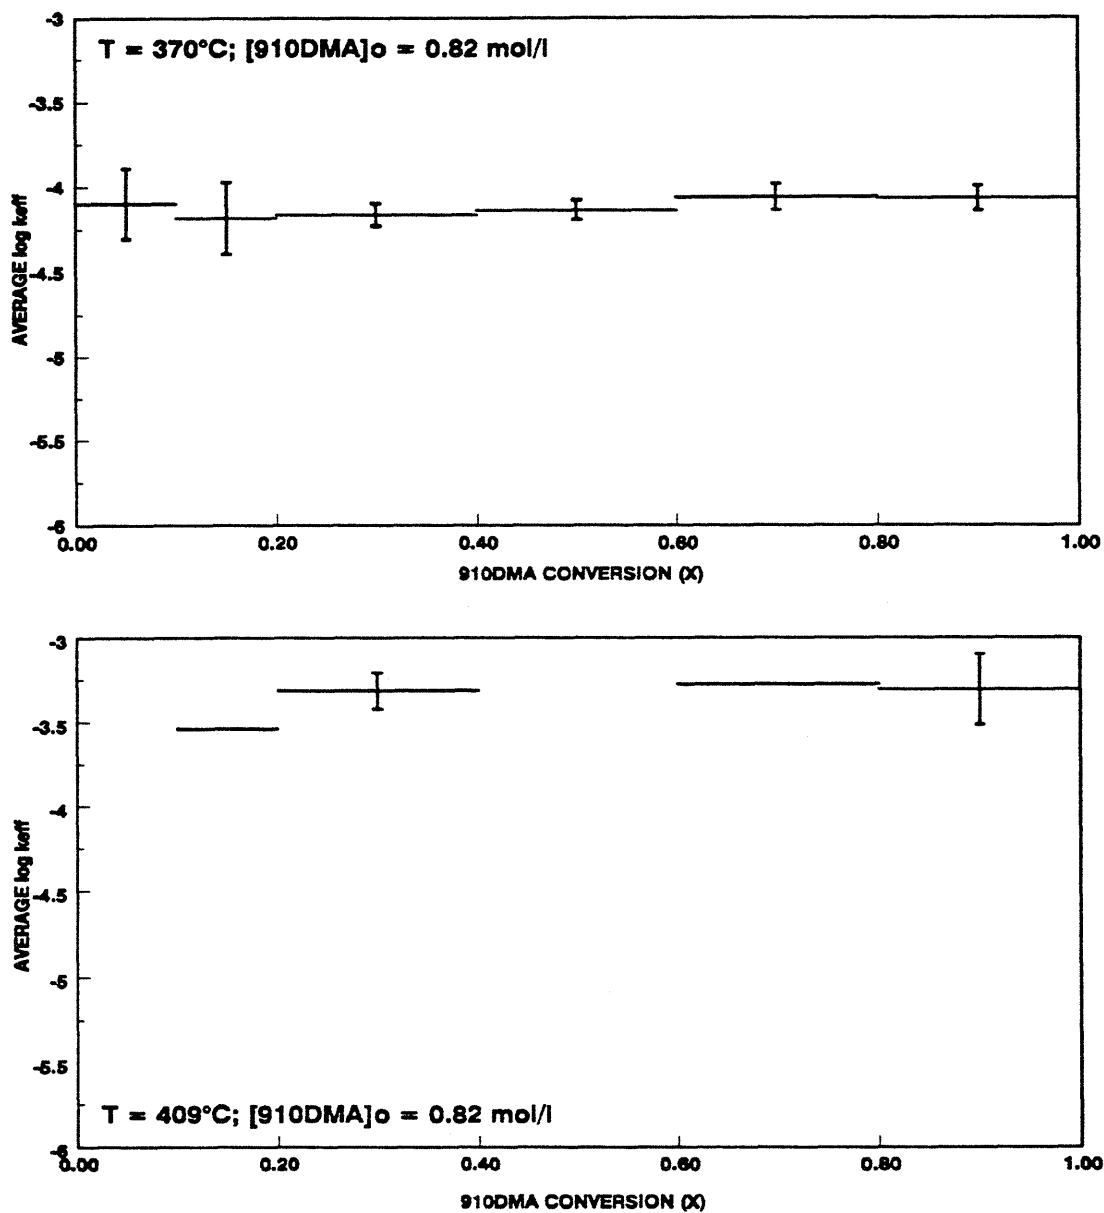 -3
T = 370°C; [910DMA]o = 0.82 mol/l
-3.5
-4
AVERAGE log keff
-4.5
-5
-5.5
-6
0.00 0.20 0.40 0.60 0.80 1.00
910DMA CONVERSION (X)
-3
-3.5
-4
AVERAGE log keff
-4.5
-5
-5.5
T = 409°C; [910DMA]o = 0.82 mol/l
-6
0.00 0.20 0.40 0.60 0.80 1.00
910DMA CONVERSION (X)